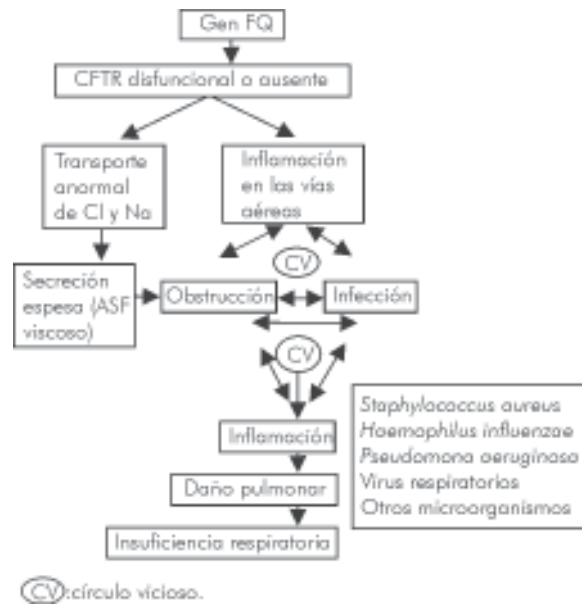 Gen FQ
CFTR disfuncional o ausente
Transporte
anormal
de Cl y Na
Inflamación
en las vías
aéreas
CV
Secreción
espesa (ASF
viscoso)
Obstrucción
Infección
CV
Inflamación
Daño pulmonar
Insuficiencia respiratoria
Staphylococcus aureus
Haemophilus influenzae
Pseudomona aeruginosa
Virus respiratorios
Otros microorganismos
CV:círculo vicioso.